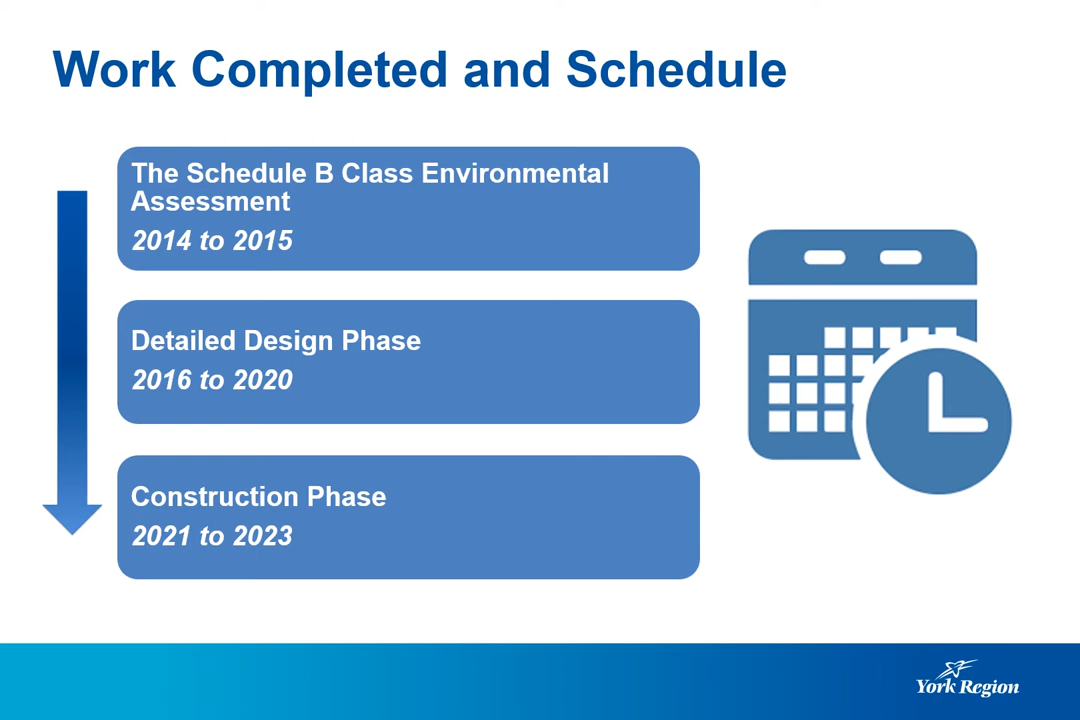 Work Completed and Schedule
The Schedule B Class Environmental
Assessment
2014 to 2015
Detailed Design Phase
2016 to 2020
Construction Phase
2021 to 2023
York Region